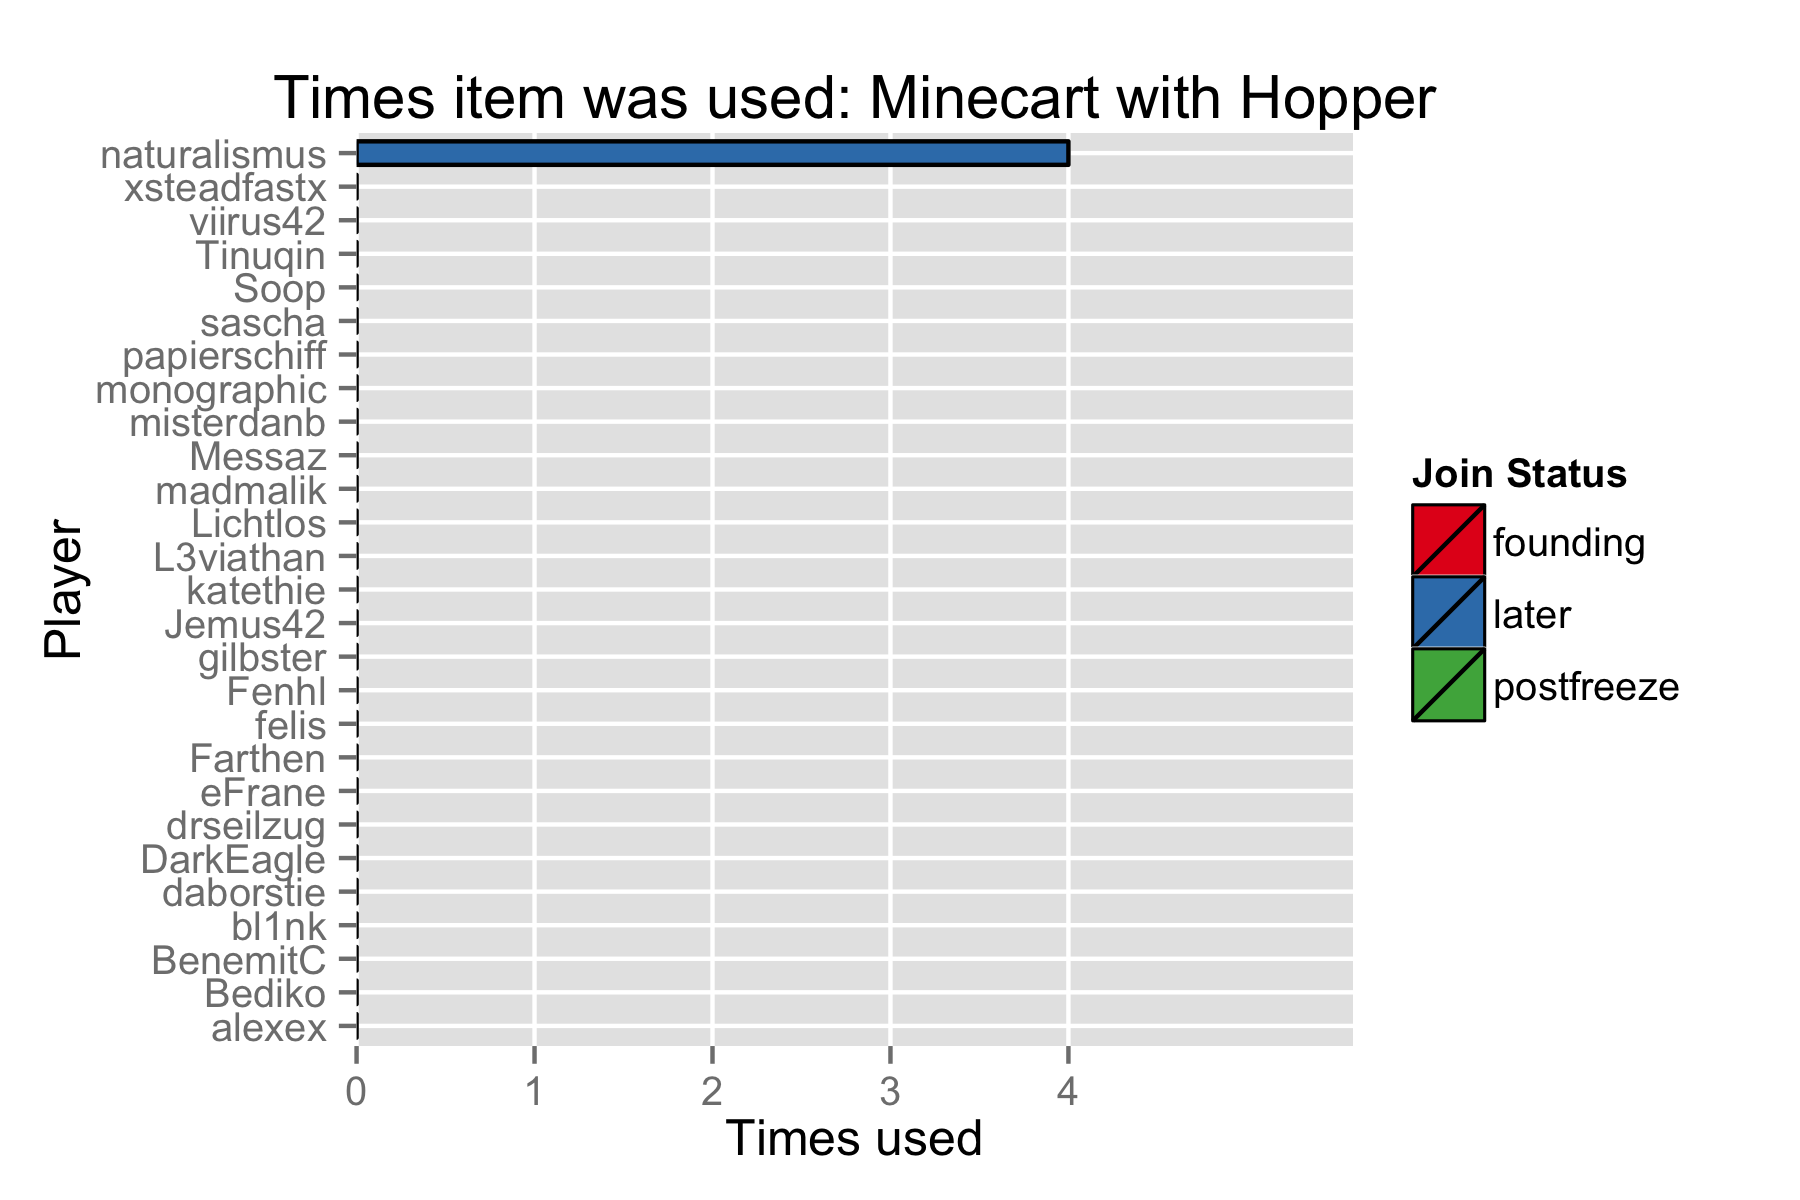 Times item was used: Minecart with Hopper
naturalismus
xsteadfastx
viirus42
Tinuqin
Soop
sascha
papierschiff
monographic
misterdanb
Messaz
madmalik
Lichtlos
L3viathan
katethie
Jemus42
gilbster
Fenhl
felis
Farthen
eFrane
drseilzug
DarkEagle
daborstie
bl1nk
BenemitC
Bediko
alexex
Player
0 1 2 3 4
Times used
Join Status
founding
later
postfreeze